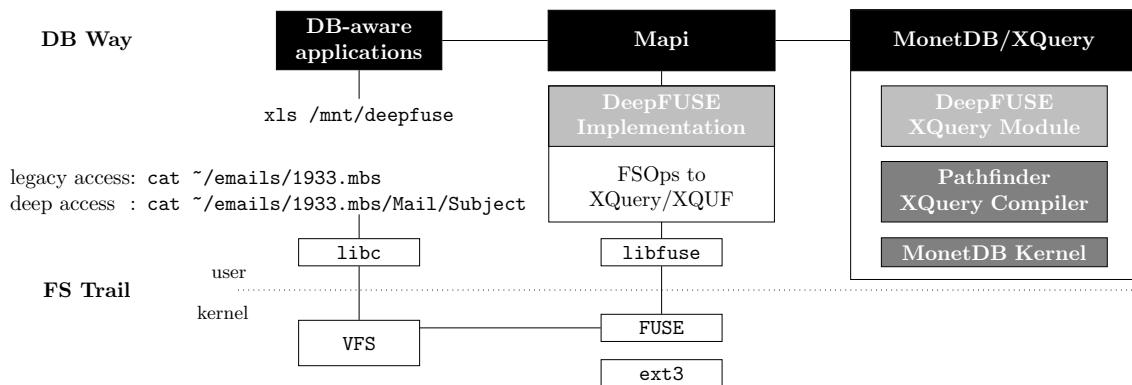 DB Way
DB-aware
applications
Mapi
MonetDB/XQuery
xls /mnt/deepfuse
DeepFUSE
Implementation
DeepFUSE
XQuery Module
legacy access: cat ~/emails/1933.mbs
deep access : cat ~/emails/1933.mbs/Mail/Subject
FSOps to
XQuery/XQUF
Pathfinder
XQuery Compiler
libc
libfuse
MonetDB Kernel
user
FS Trail
kernel
VFS
FUSE
ext3